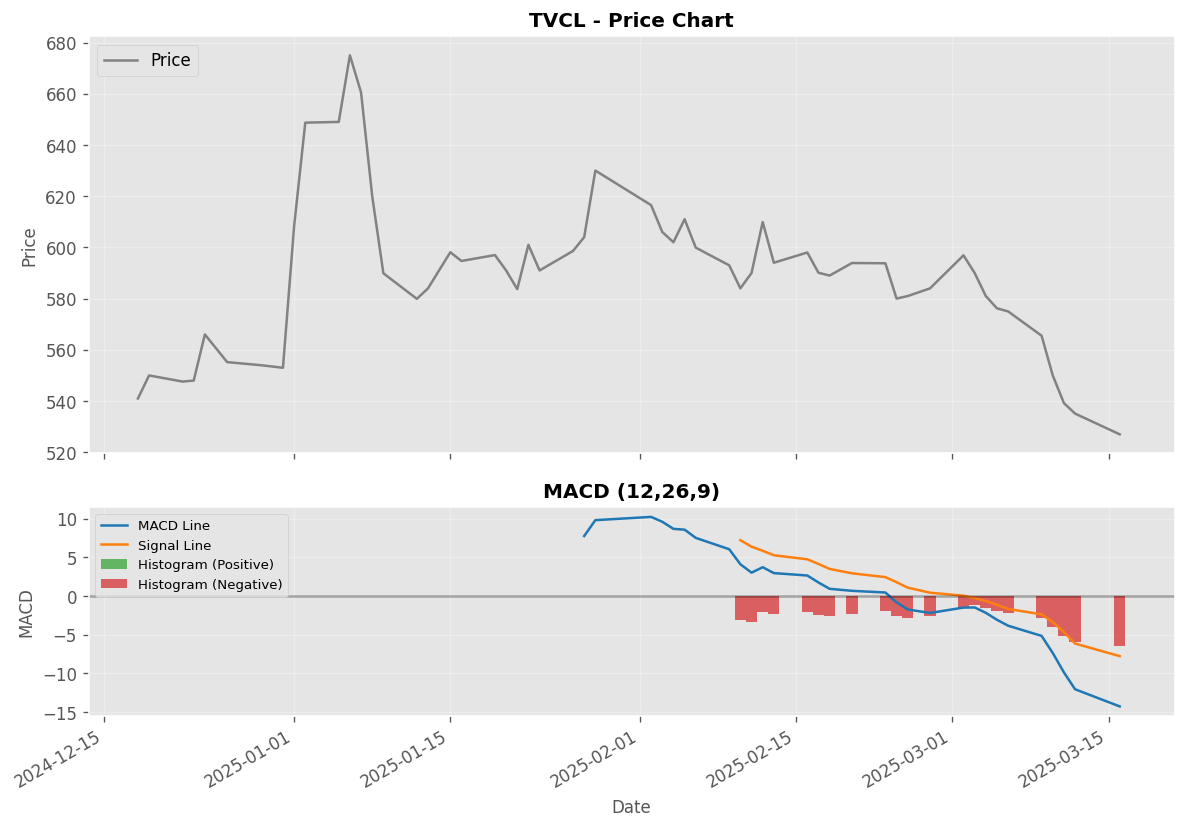 TVCL - Price Chart
Price
680
660
640
620
600
580
560
540
520
Price
MACD (12,26,9)
MACD Line
Signal Line
Histogram (Positive)
Histogram (Negative)
10
5
0
−5
−10
−15
MACD
2024-12-15
2025-01-01
2025-01-15
2025-02-01
2025-02-15
2025-03-01
2025-03-15
Date